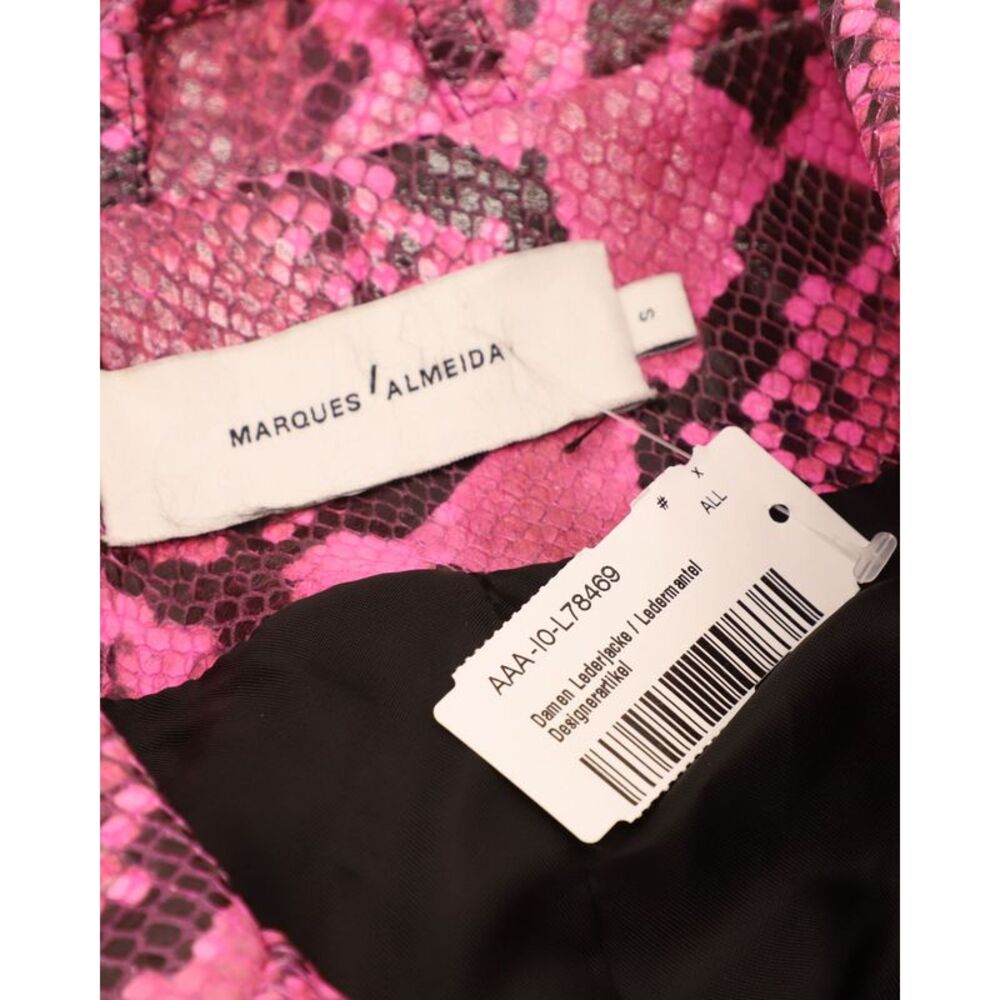 MARQUES / ALMEIDA
S
# X
ALL
AAA-10-L78469
Damen Lederjacke / Ledermantel
Designerartikel